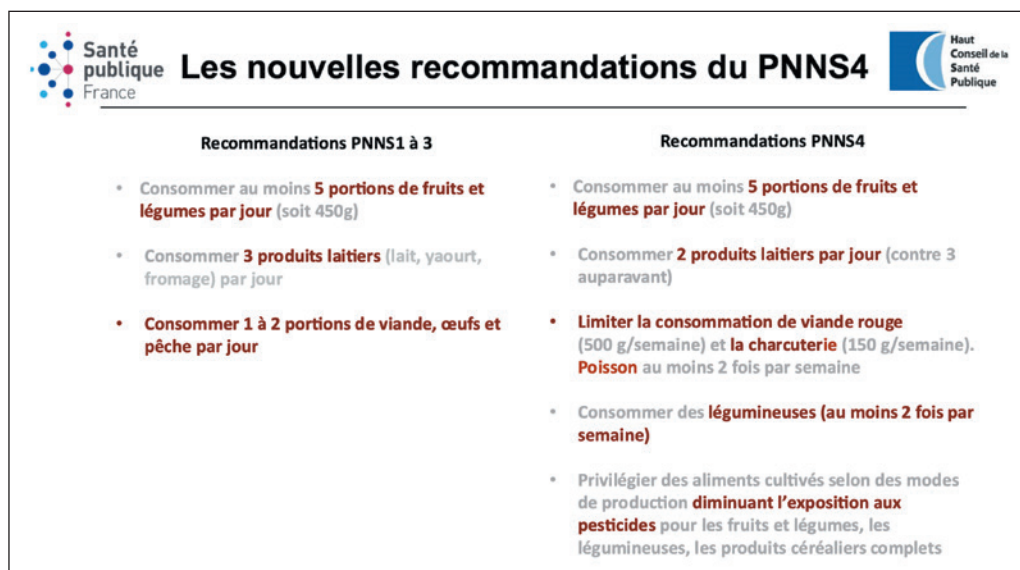 Santé
publique
France
Les nouvelles recommandations du PNNS4
Haut
Conseil de la
Santé
Publique
Recommandations PNNS1 à 3
• Consommer au moins 5 portions de fruits et
légumes par jour (soit 450g)
• Consommer 3 produits laitiers (lait, yaourt,
fromage) par jour
• Consommer 1 à 2 portions de viande, œufs et
pêche par jour
Recommandations PNNS4
• Consommer au moins 5 portions de fruits et
légumes par jour (soit 450g)
• Consommer 2 produits laitiers par jour (contre 3
auparavant)
• Limiter la consommation de viande rouge
(500 g/semaine) et la charcuterie (150 g/semaine).
Poisson au moins 2 fois par semaine
• Consommer des légumineuses (au moins 2 fois par
semaine)
• Privilégier des aliments cultivés selon des modes
de production diminuant l’exposition aux
pesticides pour les fruits et légumes, les
légumineuses, les produits céréaliers complets